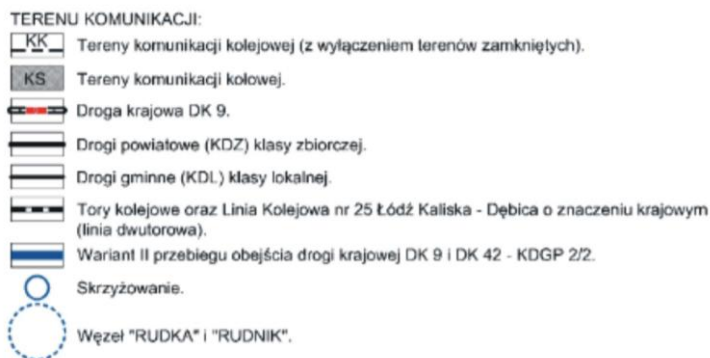 TERENU KOMUNIKACJI:
KK Tereny komunikacji kolejowej (z wyłączeniem terenów zamkniętych).
KS Tereny komunikacji kołowej.
Droga krajowa DK 9.
Drogi powiatowe (KDZ) klasy zbiorczej.
Drogi gminne (KDL) klasy lokalnej.
Tory kolejowe oraz Linia Kolejowa nr 25 Łódź Kaliska - Dębica o znaczeniu krajowym
(linia dwutorowa).
Wariant II przebiegu obejścia drogi krajowej DK 9 i DK 42 - KDGP 2/2.
Skrzyżowanie.
Węzeł "RUDKA" i "RUDNIK".